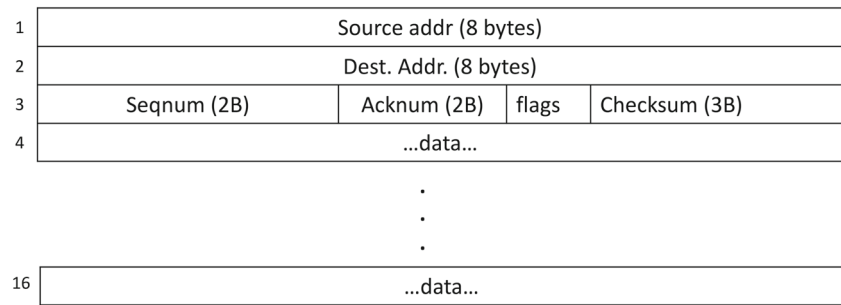 1 Source addr (8 bytes)
2 Dest. Addr. (8 bytes)
3 Seqnum (2B) Acknum (2B) flags Checksum (3B)
4 ...data...
.
.
.
16 ...data...